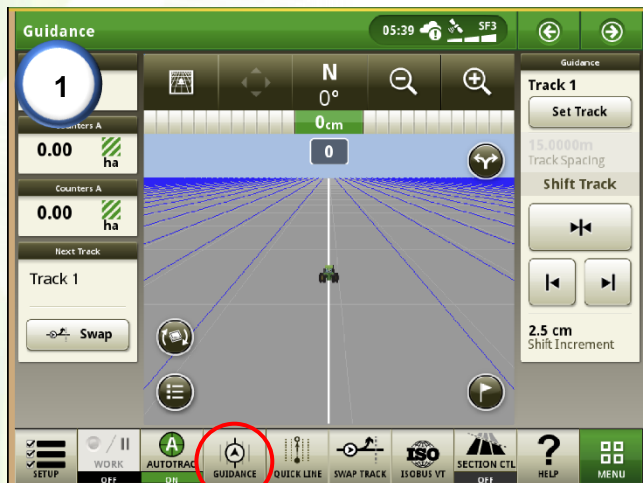 Guidance
05:39
SF3
1
Counters A
0.00
ha
Counters A
0.00
ha
Next Track
Track 1
Swap
N
0°
0cm
0
Guidance
Track 1
Set Track
15.0000m
Track Spacing
Shift Track
2.5 cm
Shift Increment
SETUP
WORK
OFF
A
AUTOTRAC
ON
GUIDANCE
QUICK LINE
SWAP TRACK
ISO
ISOBUS VT
SECTION CTL
OFF
?
HELP
MENU